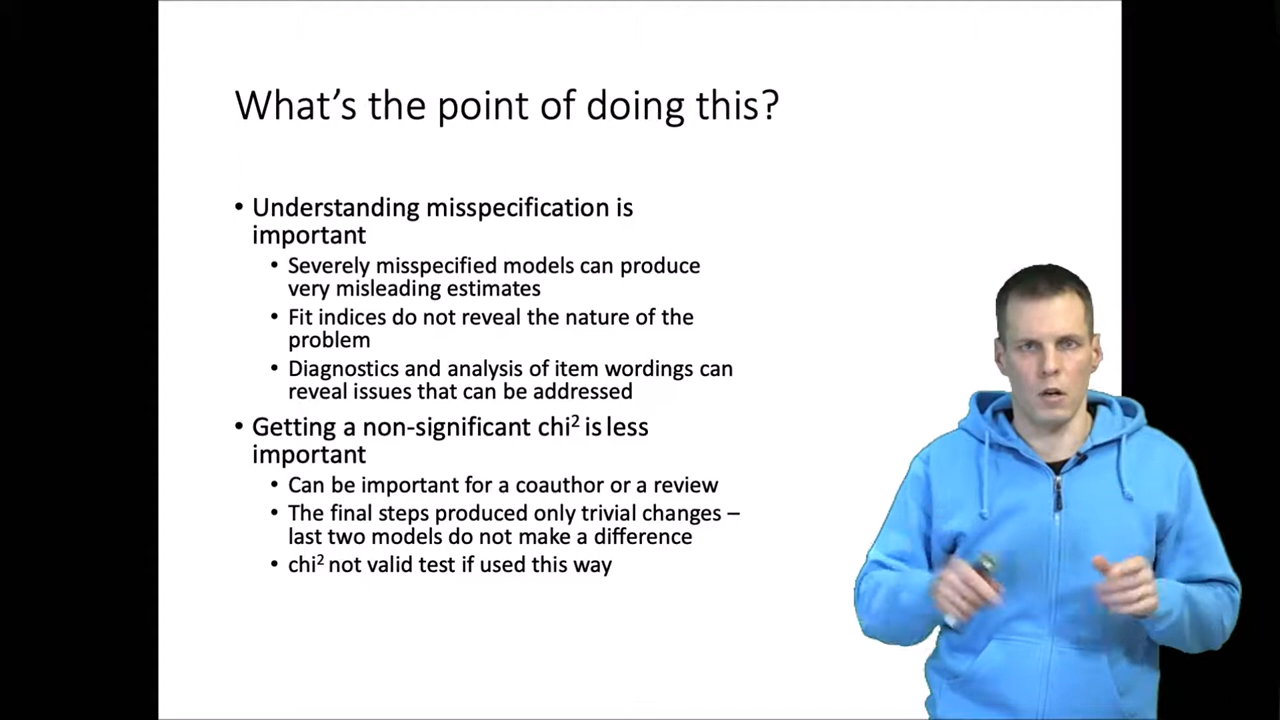 What's the point of doing this?
• Understanding misspecification is
important
• Severely misspecified models can produce
very misleading estimates
• Fit indices do not reveal the nature of the
problem
• Diagnostics and analysis of item wordings can
reveal issues that can be addressed
• Getting a non-significant chi² is less
important
• Can be important for a coauthor or a review
• The final steps produced only trivial changes –
last two models do not make a difference
• chi² not valid test if used this way